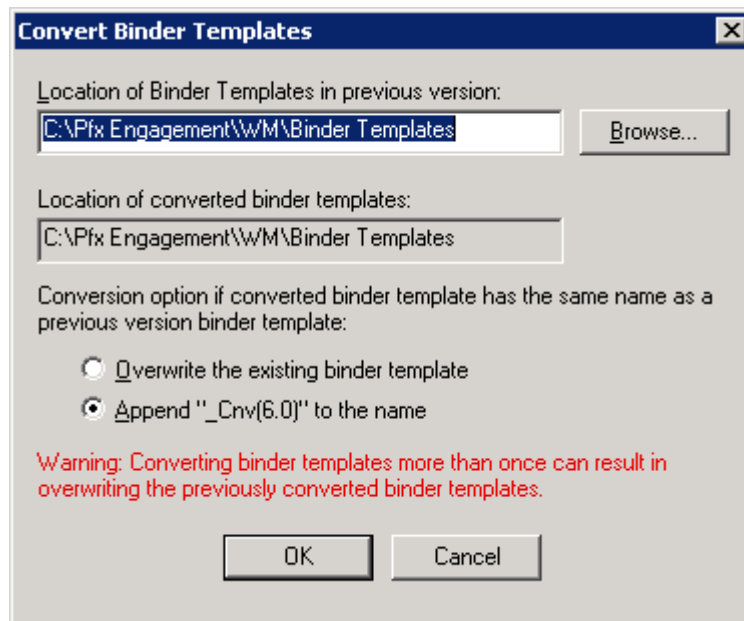 Convert Binder Templates
Location of Binder Templates in previous version:
C:\Pfx Engagement\WM\Binder Templates
Browse...
Location of converted binder templates:
C:\Pfx Engagement\WM\Binder Templates
Conversion option if converted binder template has the same name as a
previous version binder template:
Overwrite the existing binder template
Append "_Cnv(6.0)" to the name
Warning: Converting binder templates more than once can result in
overwriting the previously converted binder templates.
OK
Cancel